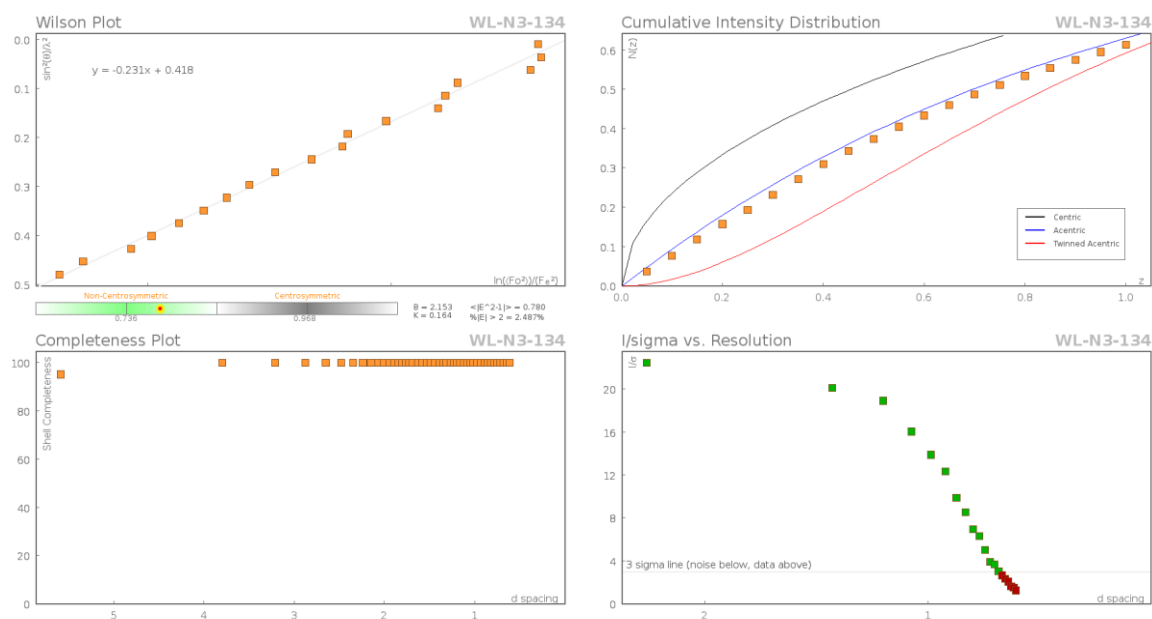 Wilson Plot WL-N3-134
sin²(θ)/λ²
y = -0.231x + 0.418
0.0
0.1
0.2
0.3
0.4
0.5
ln⟨(Fo²)⟩/(Fₑ²)
Non-Centrosymmetric Centrosymmetric
0.736 0.968
B = 2.153 <|E^2-1|> = 0.780
K = 0.164 %|E| > 2 = 2.487%
Cumulative Intensity Distribution WL-N3-134
N(z)
0.6
0.5
0.4
0.3
0.2
0.1
0.0
Centric
Acentric
Twinned Acentric
z
0.0 0.2 0.4 0.6 0.8 1.0
Completeness Plot WL-N3-134
Shell Completeness
100
80
60
40
20
0
d spacing
5 4 3 2 1
I/sigma vs. Resolution WL-N3-134
I/σ
20
16
12
8
4
0
3 sigma line (noise below, data above)
d spacing
2 1